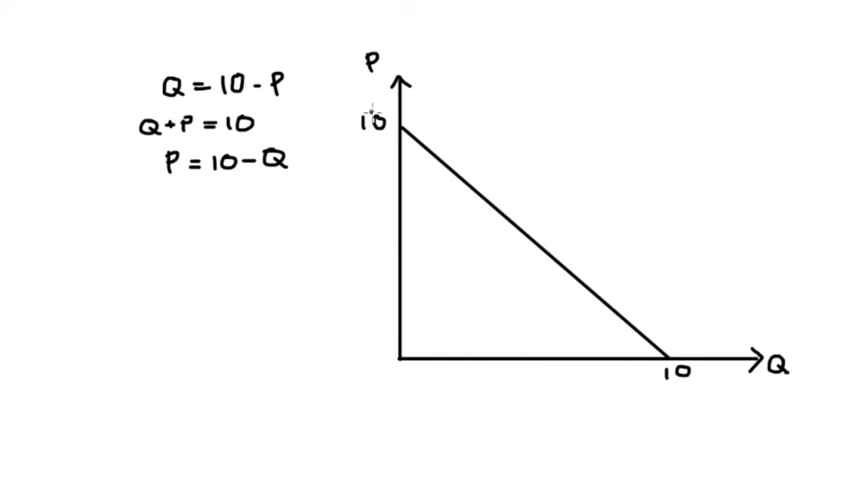 Q = 10 - P
Q + P = 10
P = 10 - Q
P
10
10
Q